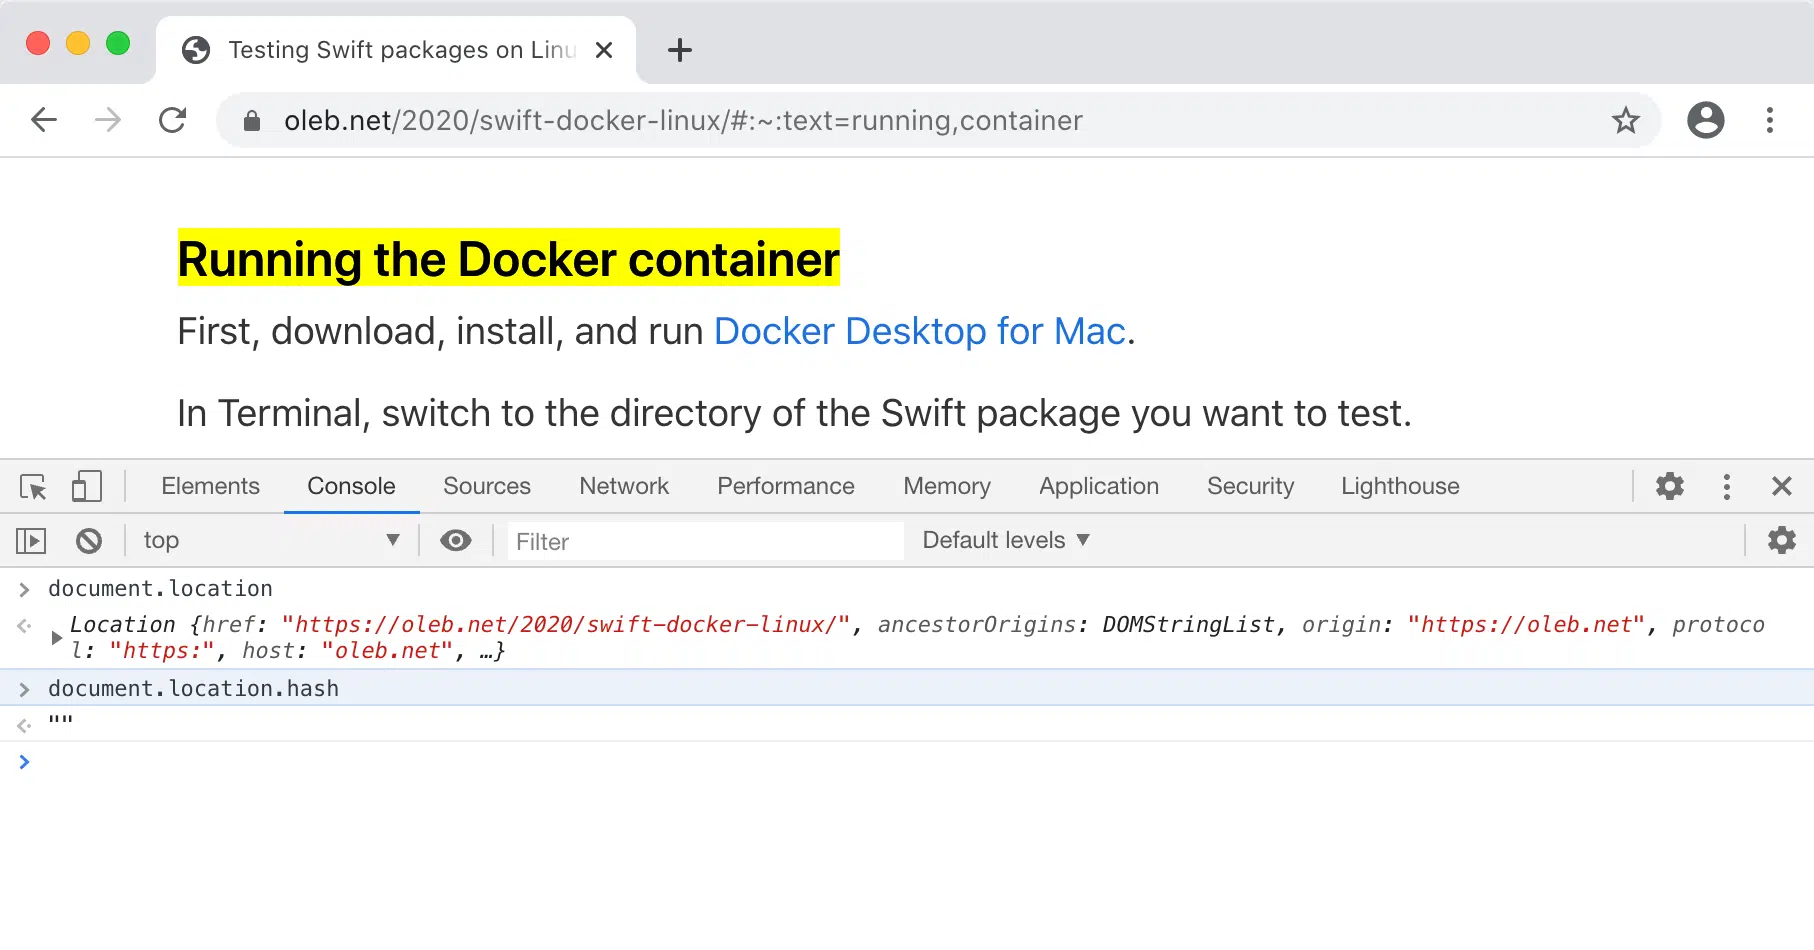 Testing Swift packages on Linu
oleb.net/2020/swift-docker-linux/#:~:text=running,container
Running the Docker container
First, download, install, and run Docker Desktop for Mac.
In Terminal, switch to the directory of the Swift package you want to test.
Elements Console Sources Network Performance Memory Application Security Lighthouse
top ▼ Filter Default levels ▼
document.location
Location {href: "https://oleb.net/2020/swift-docker-linux/", ancestorOrigins: DOMStringList, origin: "https://oleb.net", protoco
l: "https:", host: "oleb.net", …}
document.location.hash
""